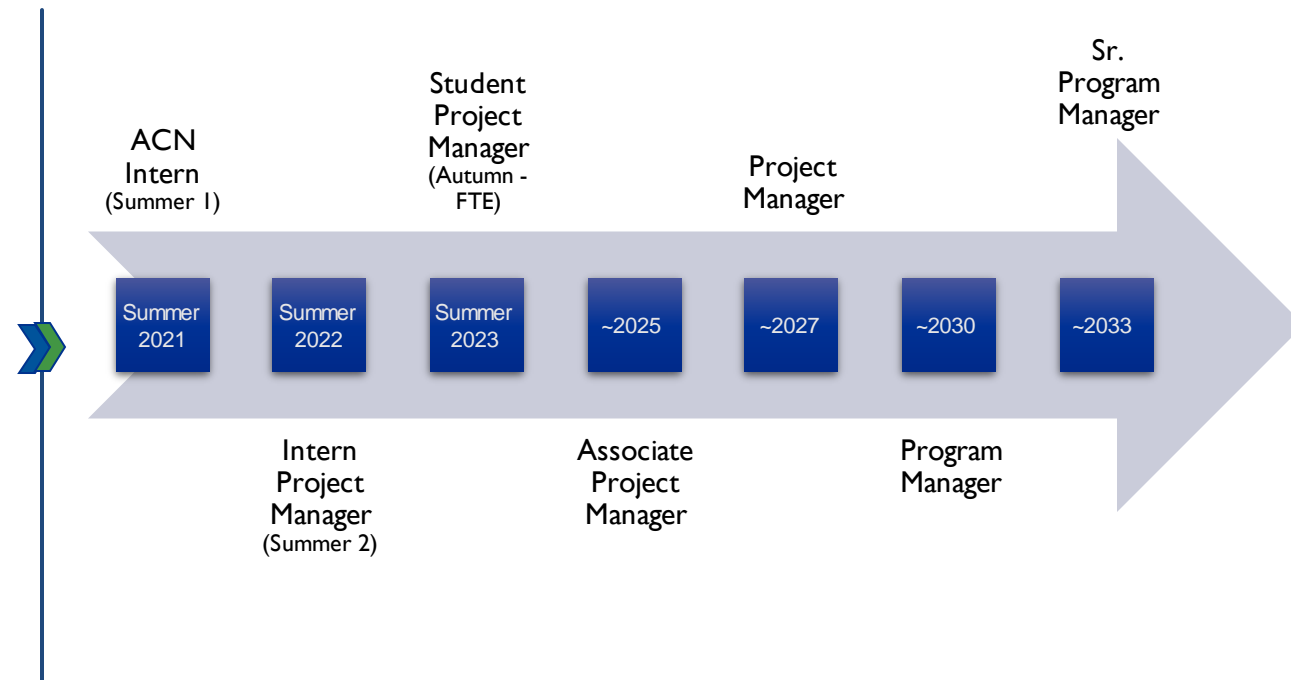 Sr.
Program
Manager
Student
Project
Manager
(Autumn -
FTE)
ACN
Intern
(Summer 1)
Project
Manager
Summer
2021
Summer
2022
Summer
2023
~2025
~2027
~2030
~2033
Intern
Project
Manager
(Summer 2)
Associate
Project
Manager
Program
Manager